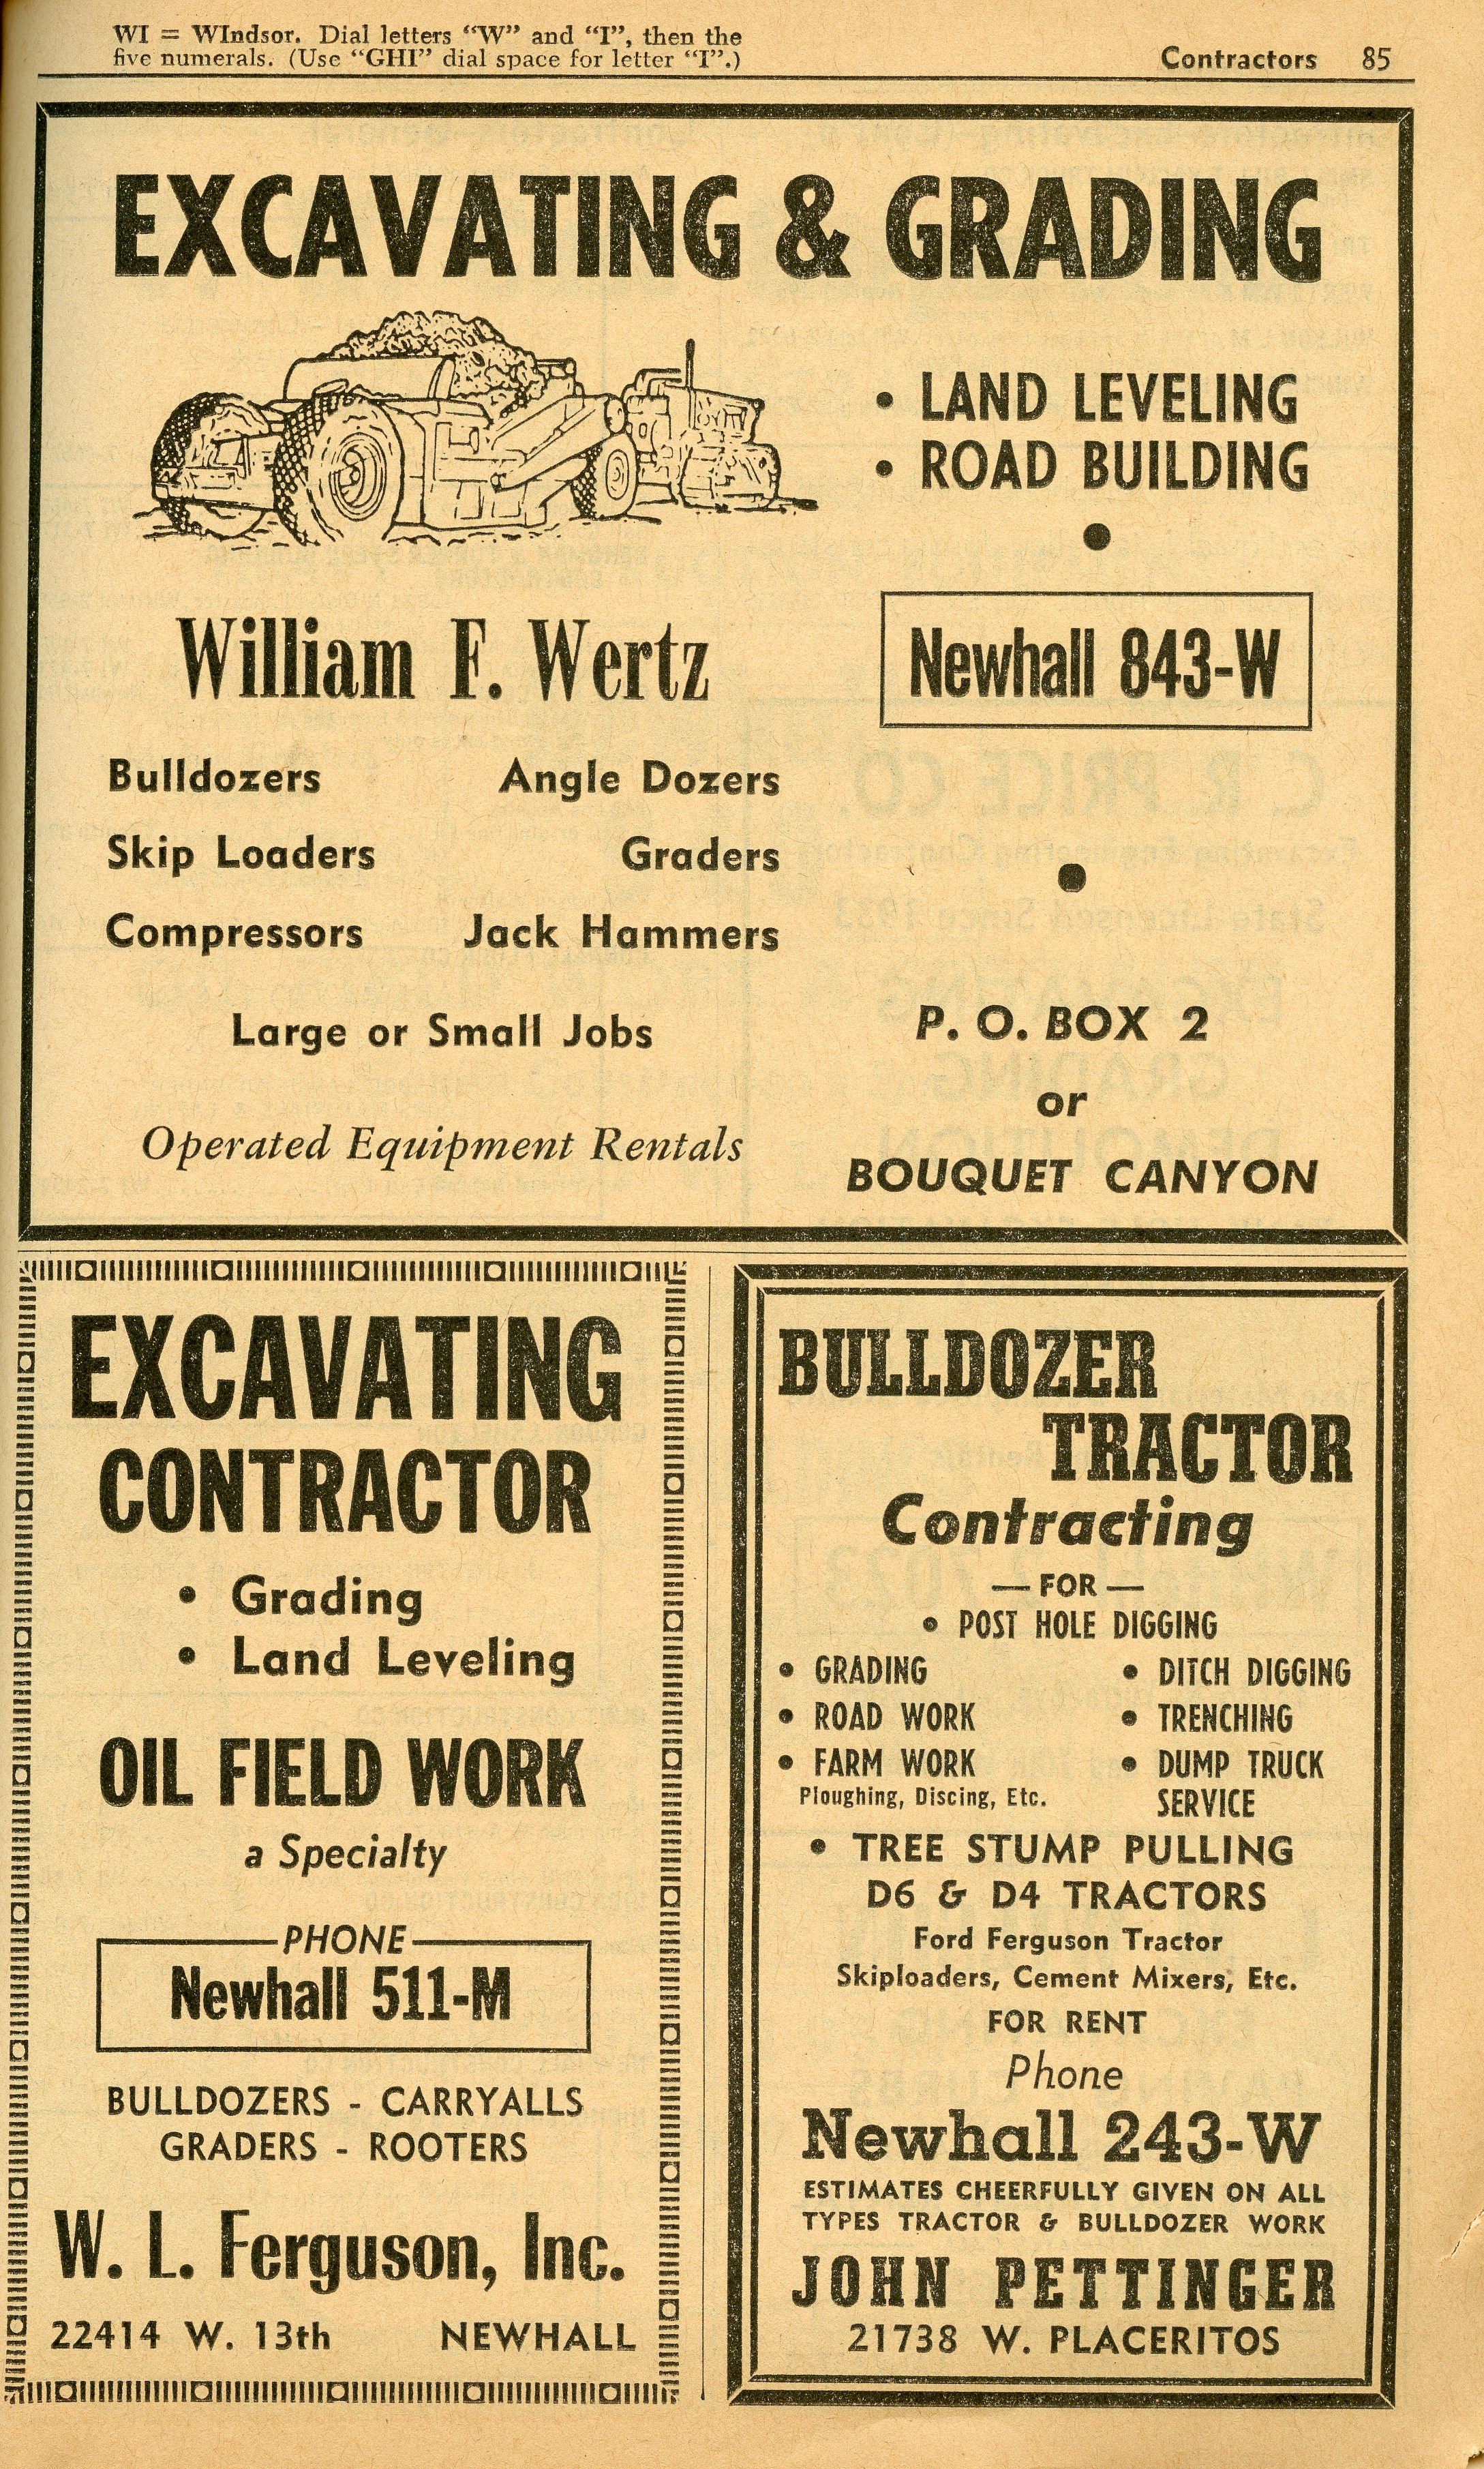 WI = WIndsor. Dial letters “W” and “I”, then the
five numerals. (Use “GHI” dial space for letter “I”.)
Contractors 85
EXCAVATING & GRADING
• LAND LEVELING
• ROAD BUILDING
William F. Wertz
Newhall 843-W
Bulldozers Angle Dozers
Skip Loaders Graders
Compressors Jack Hammers
Large or Small Jobs
Operated Equipment Rentals
P. O. BOX 2
or
BOUQUET CANYON
EXCAVATING
CONTRACTOR
• Grading
• Land Leveling
OIL FIELD WORK
a Specialty
PHONE
Newhall 511-M
BULLDOZERS - CARRYALLS
GRADERS - ROOTERS
W. L. Ferguson, Inc.
22414 W. 13th NEWHALL
BULLDOZER
TRACTOR
Contracting
— FOR —
• POST HOLE DIGGING
• GRADING • DITCH DIGGING
• ROAD WORK • TRENCHING
• FARM WORK • DUMP TRUCK
Ploughing, Discing, Etc. SERVICE
• TREE STUMP PULLING
D6 & D4 TRACTORS
Ford Ferguson Tractor
Skiploaders, Cement Mixers, Etc.
FOR RENT
Phone
Newhall 243-W
ESTIMATES CHEERFULLY GIVEN ON ALL
TYPES TRACTOR & BULLDOZER WORK
JOHN PETTINGER
21738 W. PLACERITOS